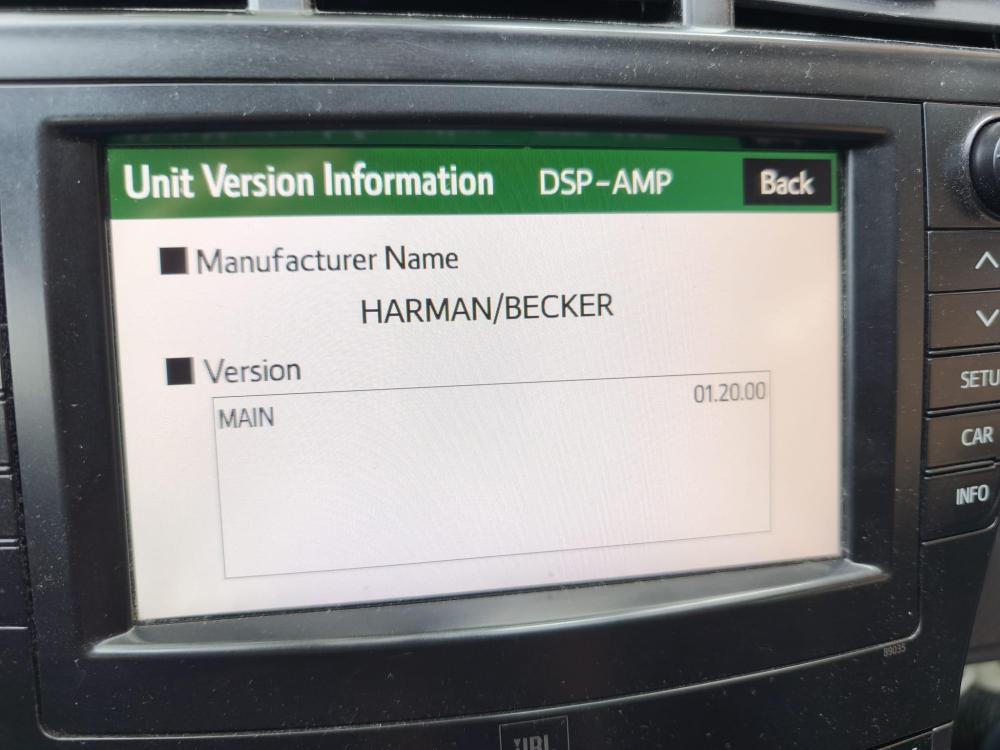 Unit Version Information DSP-AMP Back
■ Manufacturer Name
HARMAN/BECKER
■ Version
MAIN 01.20.00
SETU
CAR
INFO
89035
JBL